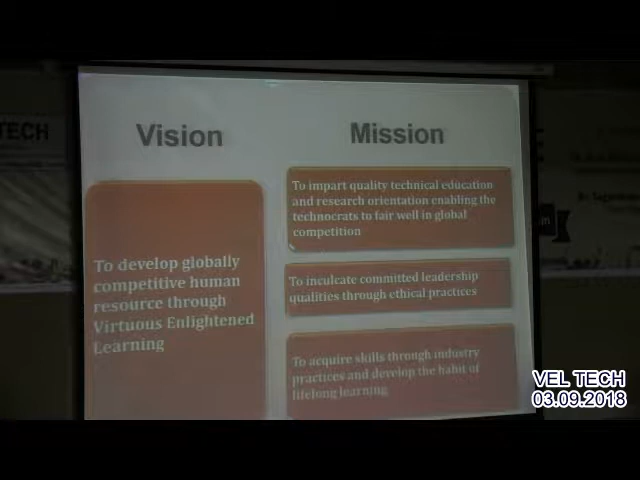 TECH
Vision
Mission
To develop globally
competitive human
resource through
Virtuous Enlightened
Learning
To impart quality technical education
and research orientation enabling the
technocrats to fair well in global
competition
To inculcate committed leadership
qualities through ethical practices
To acquire skills through industry
practices and develop the habit of
lifelong learning
VEL TECH
03.09.2018